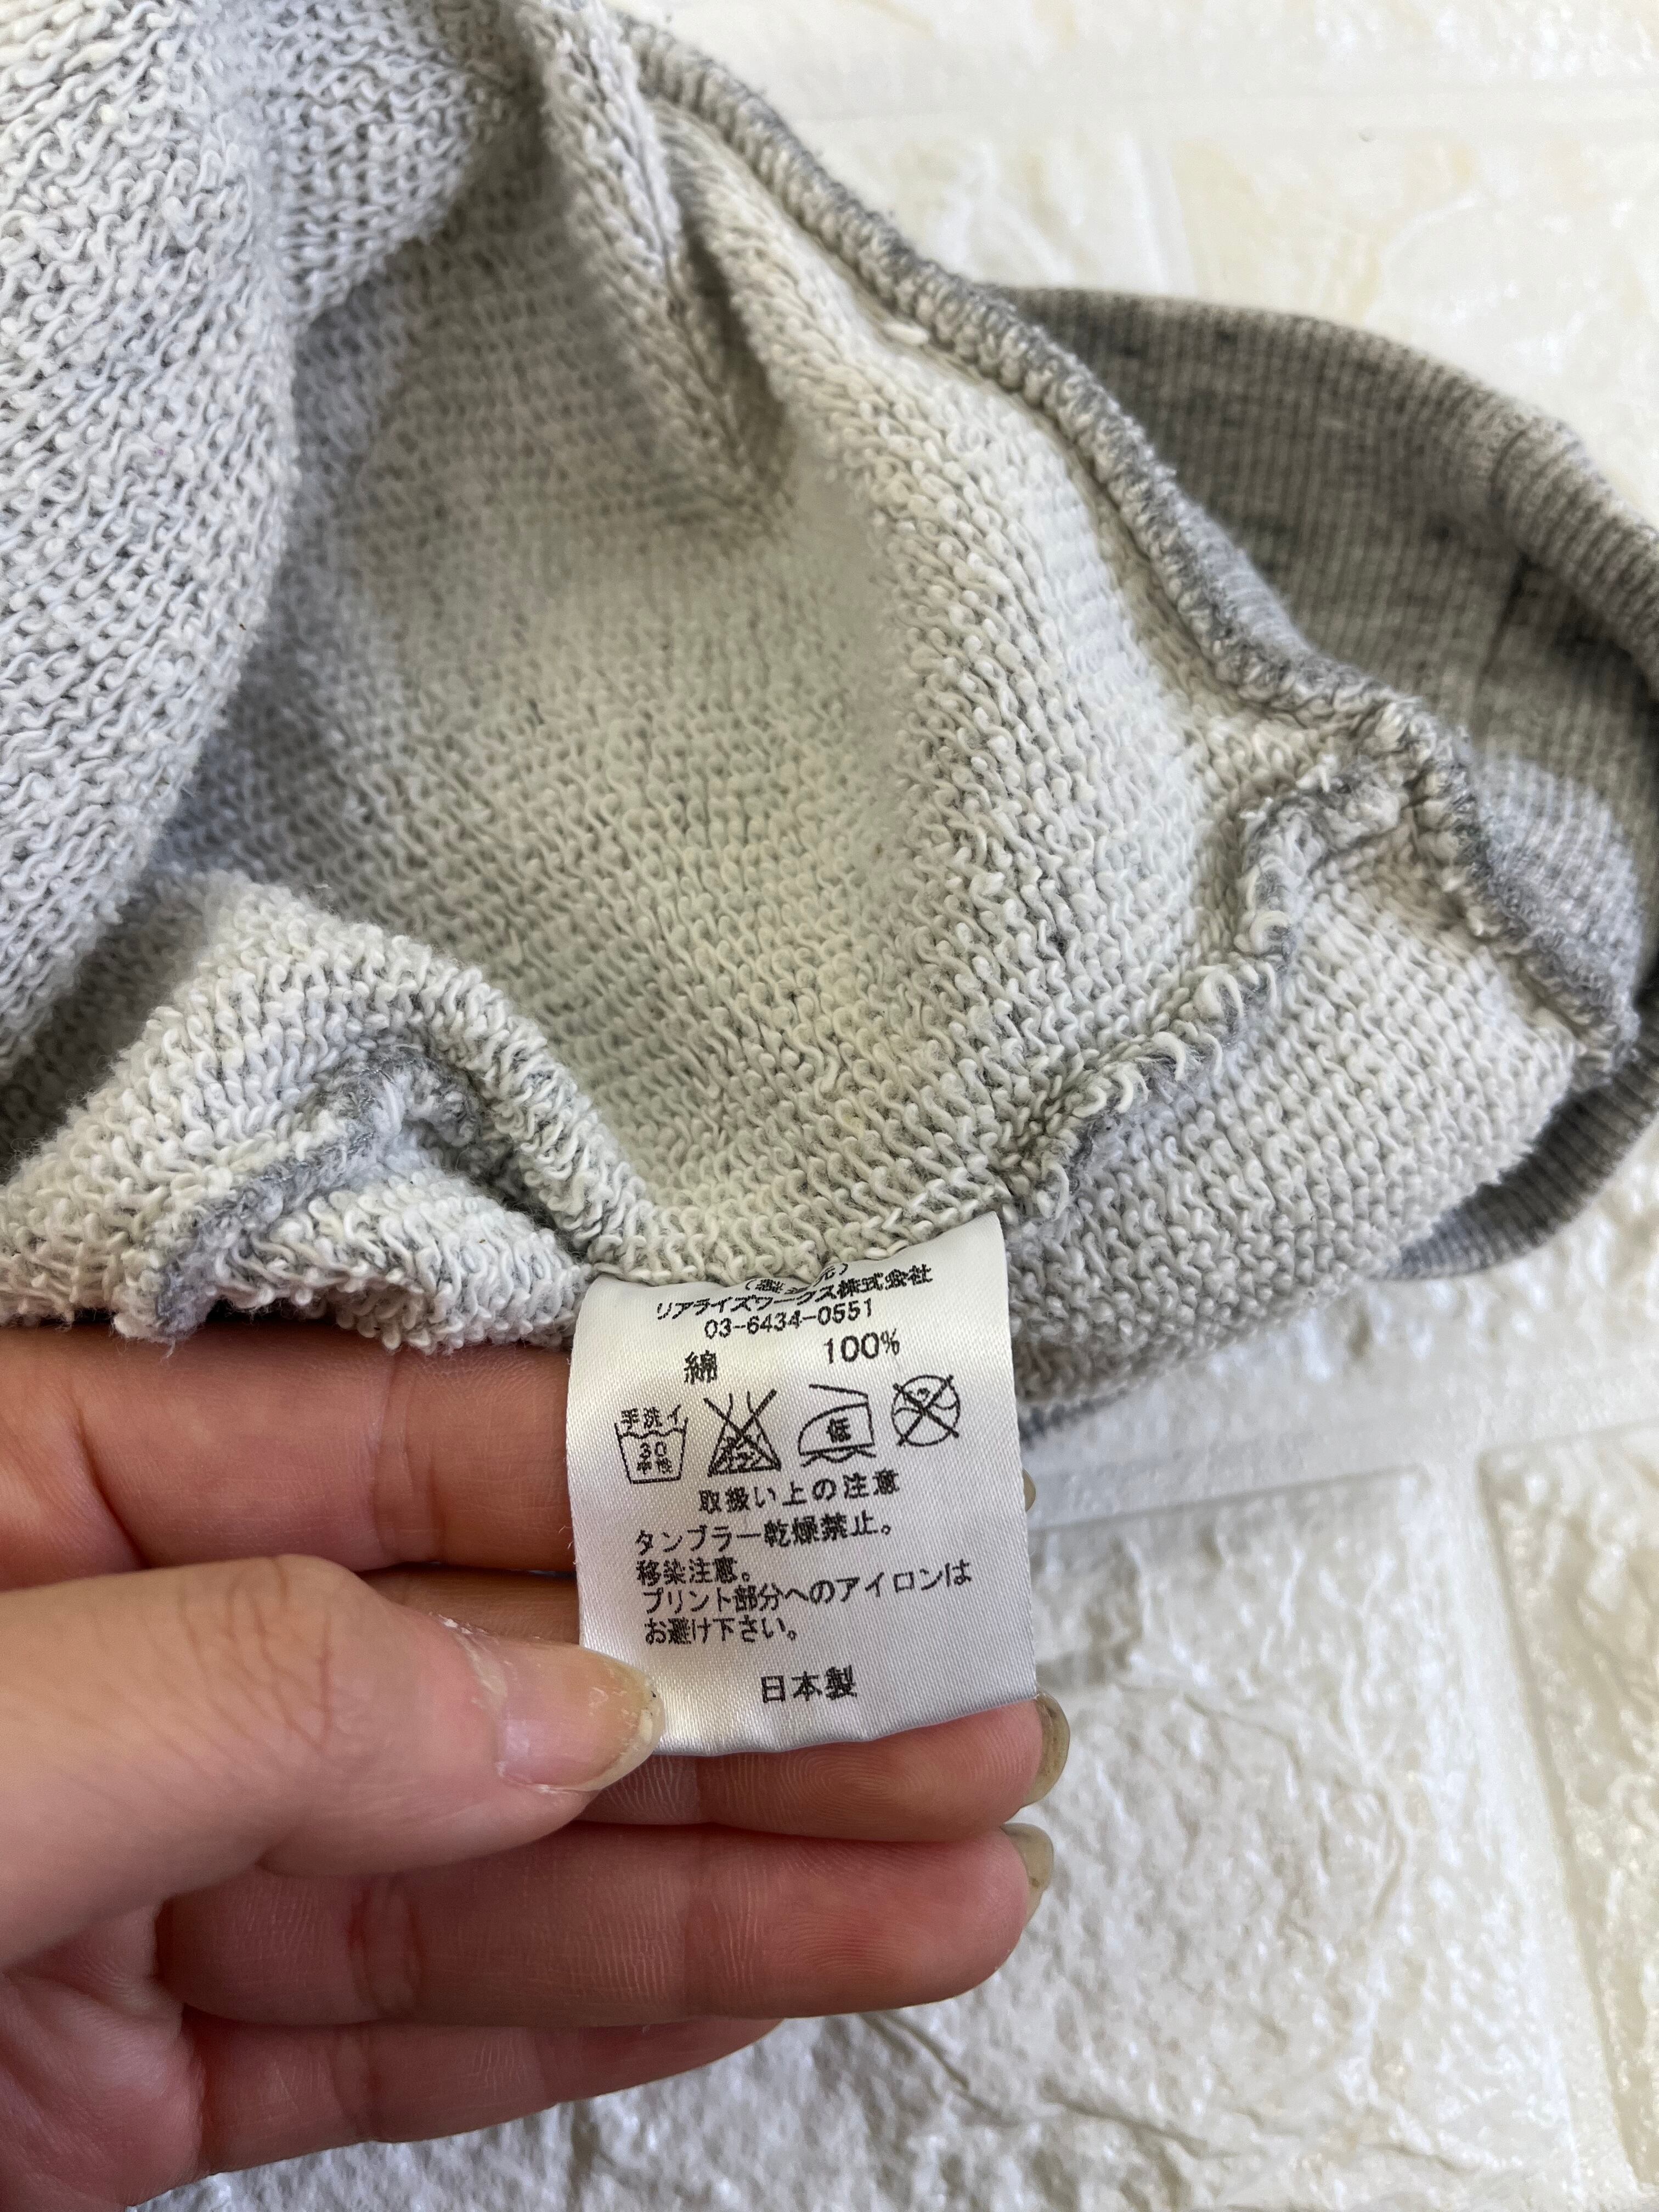 リアライズワークス株式会社
03-6434-0551
綿 100%
手洗イ
30
中性
低
取扱い上の注意
タンブラー乾燥禁止。
移染注意。
プリント部分へのアイロンは
お避け下さい。
日本製